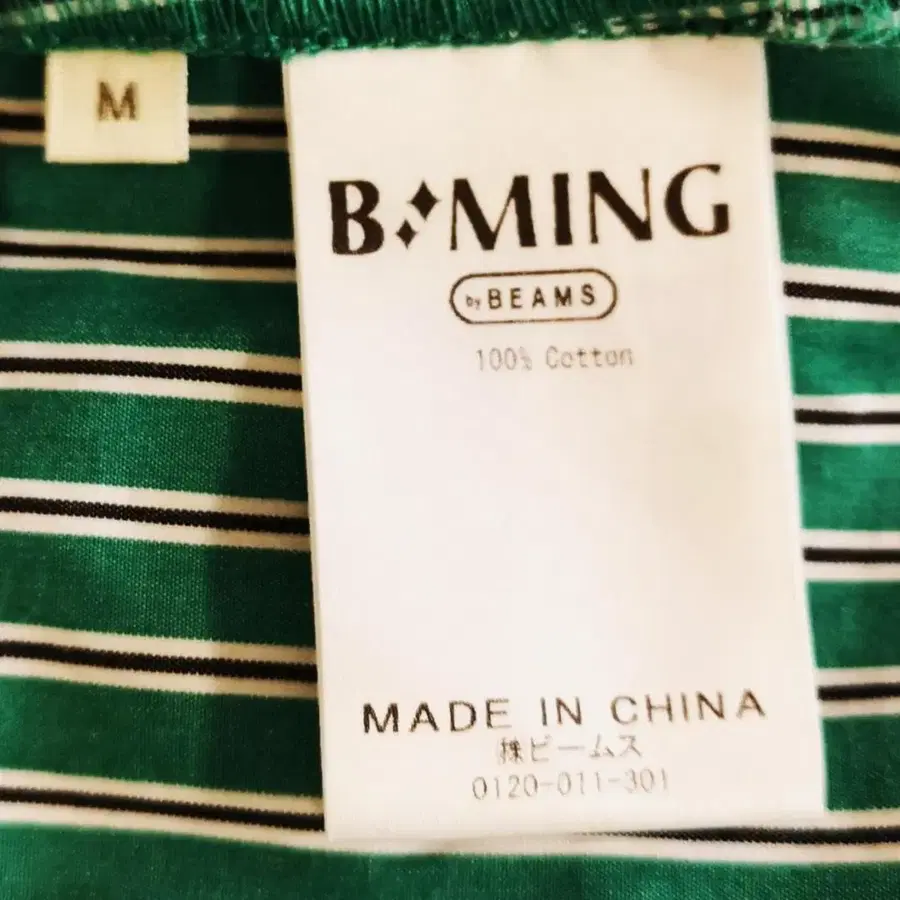 M
B:MING
by BEAMS
100% Cotton
MADE IN CHINA
㈱ビームス
0120-011-301